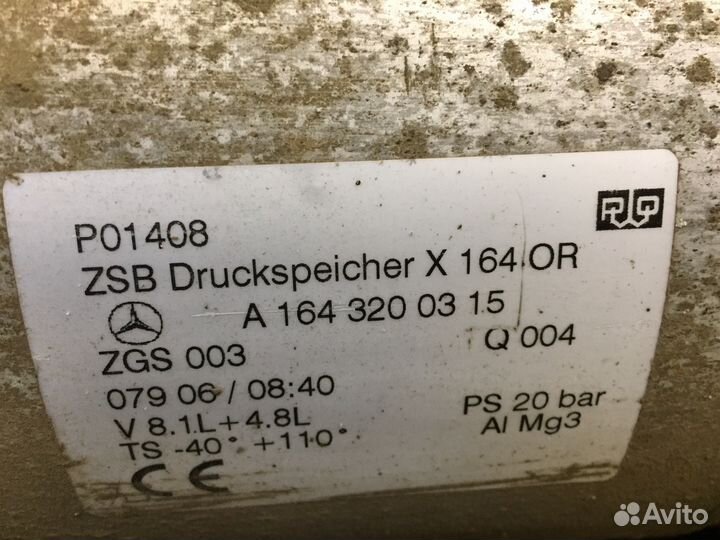 P01408
ZSB Druckspeicher X 164 OR
A 164 320 03 15
ZGS 003
Q 004
079 06 / 08:40
V 8.1L + 4.8L
PS 20 bar
TS -40° +110°
Al Mg3
CE
Avito